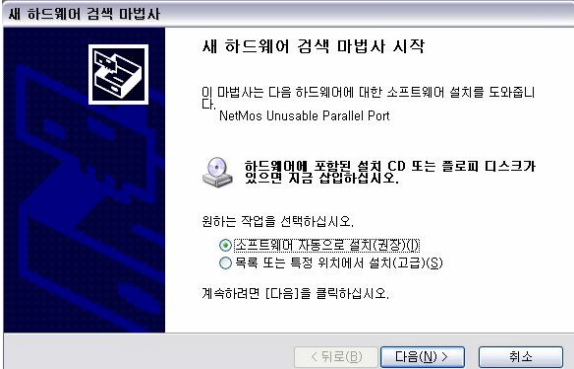 새 하드웨어 검색 마법사
새 하드웨어 검색 마법사 시작
이 마법사는 다음 하드웨어에 대한 소프트웨어 설치를 도와줍니
다.
NetMos Unusable Parallel Port
하드웨어에 포함된 설치 CD 또는 플로피 디스크가
있으면 지금 삽입하십시오.
원하는 작업을 선택하십시오.
소프트웨어 자동으로 설치(권장)(I)
목록 또는 특정 위치에서 설치(고급)(S)
계속하려면 [다음]을 클릭하십시오.
< 뒤로(B) 다음(N) > 취소